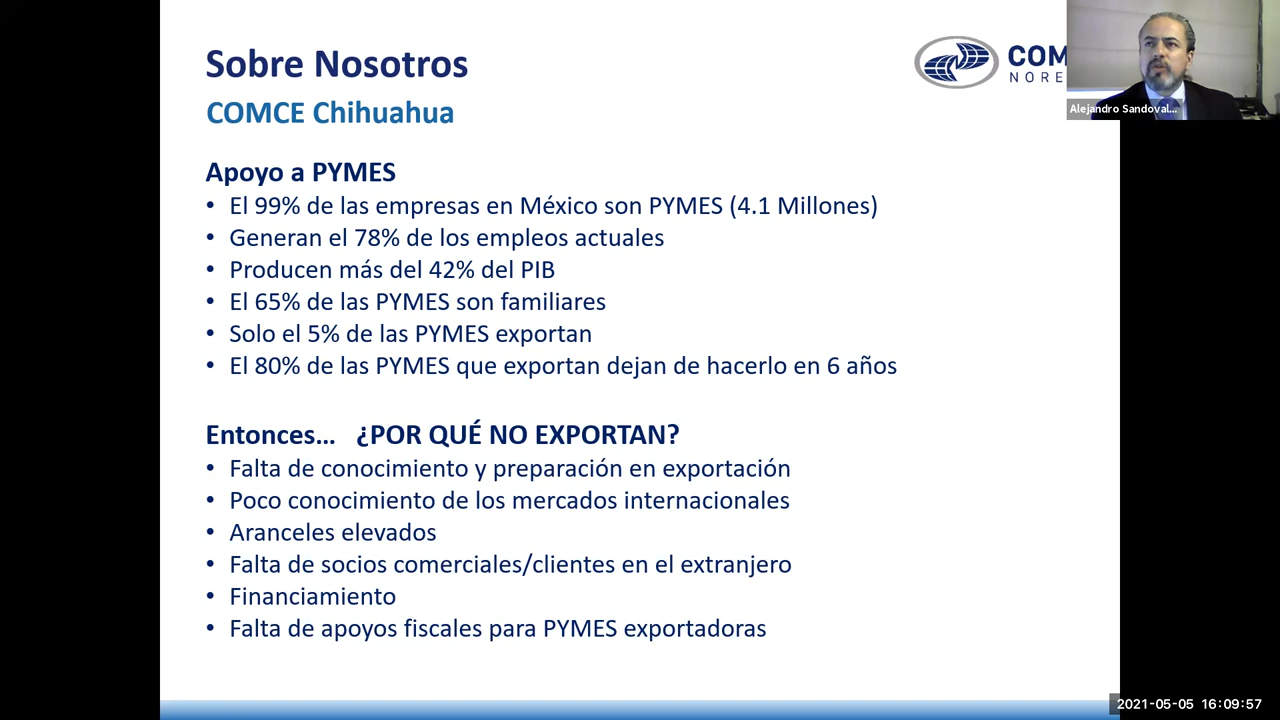 Sobre Nosotros
COMCE Chihuahua
COM
NORE
Alejandro Sandoval...
Apoyo a PYMES
• El 99% de las empresas en México son PYMES (4.1 Millones)
• Generan el 78% de los empleos actuales
• Producen más del 42% del PIB
• El 65% de las PYMES son familiares
• Solo el 5% de las PYMES exportan
• El 80% de las PYMES que exportan dejan de hacerlo en 6 años
Entonces… ¿POR QUÉ NO EXPORTAN?
• Falta de conocimiento y preparación en exportación
• Poco conocimiento de los mercados internacionales
• Aranceles elevados
• Falta de socios comerciales/clientes en el extranjero
• Financiamiento
• Falta de apoyos fiscales para PYMES exportadoras
2021-05-05 16:09:57